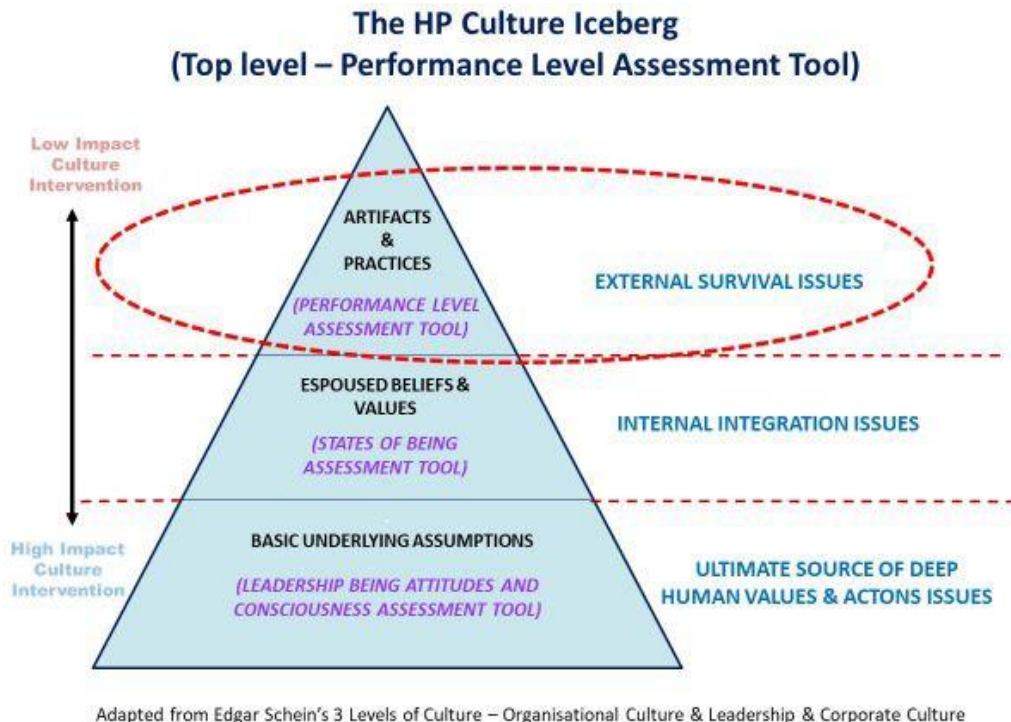 The HP Culture Iceberg
(Top level – Performance Level Assessment Tool)
Low Impact
Culture
Intervention
ARTIFACTS
&
PRACTICES
(PERFORMANCE LEVEL
ASSESSMENT TOOL)
EXTERNAL SURVIVAL ISSUES
ESPOUSED BELIEFS &
VALUES
(STATES OF BEING
ASSESSMENT TOOL)
INTERNAL INTEGRATION ISSUES
High Impact
Culture
Intervention
BASIC UNDERLYING ASSUMPTIONS
(LEADERSHIP BEING ATTITUDES AND
CONSCIOUSNESS ASSESSMENT TOOL)
ULTIMATE SOURCE OF DEEP
HUMAN VALUES & ACTONS ISSUES
Adapted from Edgar Schein's 3 Levels of Culture – Organisational Culture & Leadership & Corporate Culture